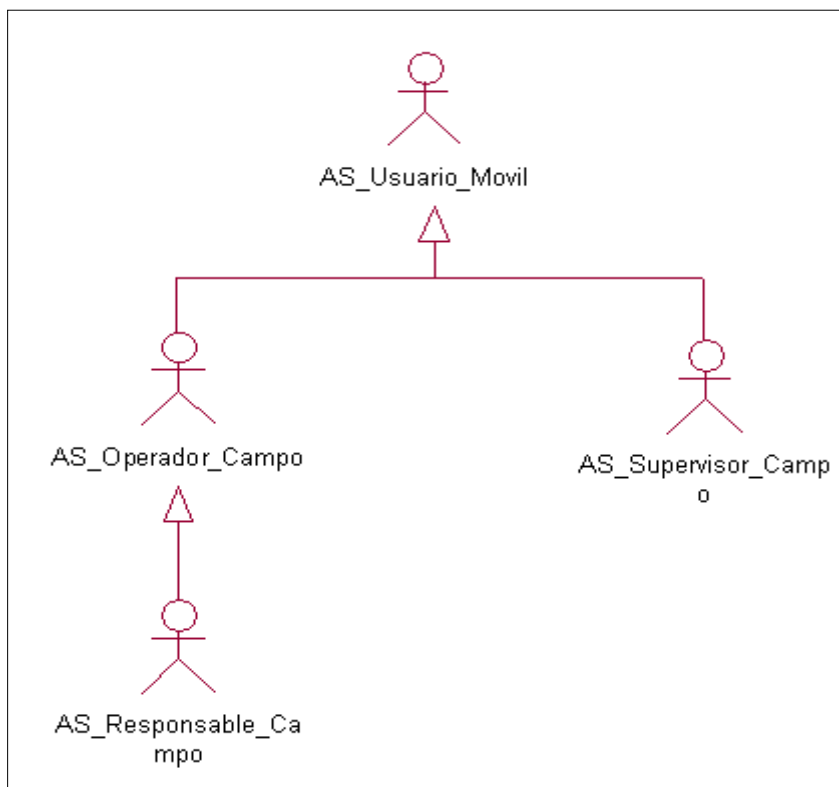 AS_Usuario_Movil
AS_Operador_Campo
AS_Supervisor_Camp
o
AS_Responsable_Ca
mpo